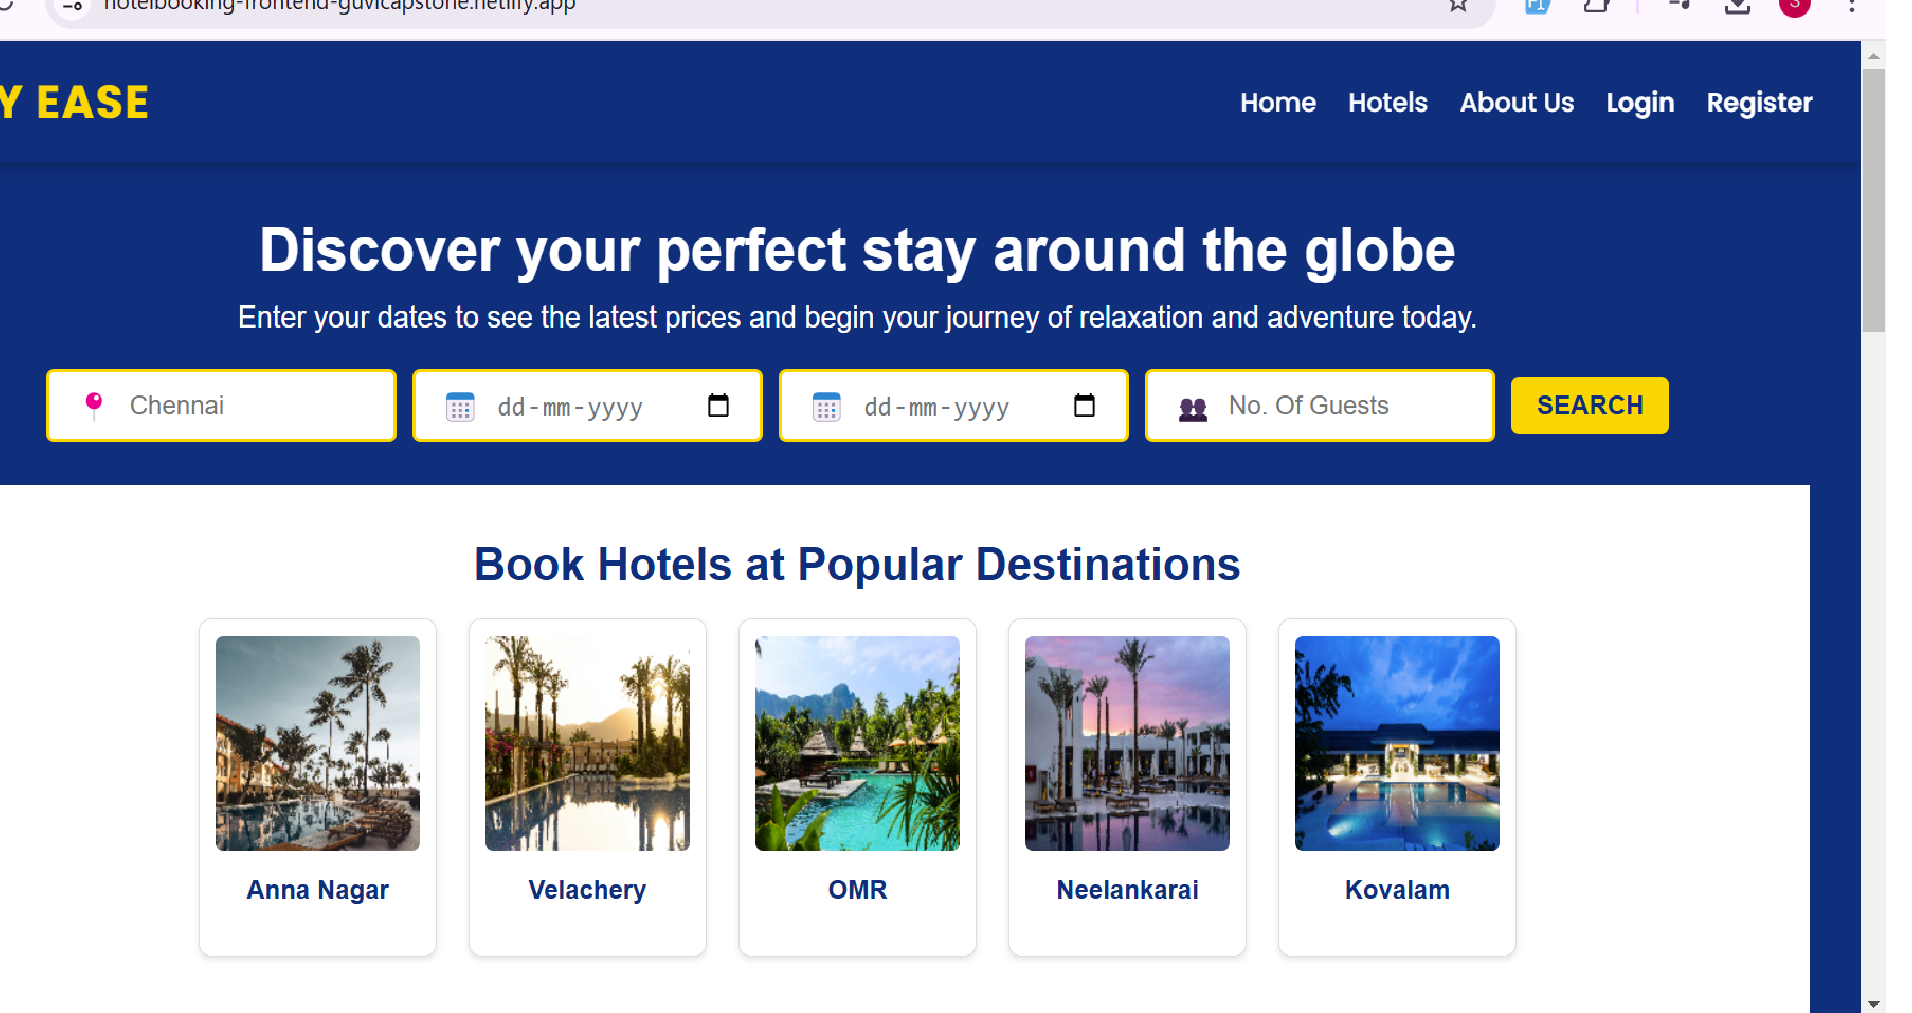 hotelbooking-frontend-guvicapstone.netlify.app
S
Y EASE
Home Hotels About Us Login Register
Discover your perfect stay around the globe
Enter your dates to see the latest prices and begin your journey of relaxation and adventure today.
Chennai dd-mm-yyyy dd-mm-yyyy No. Of Guests SEARCH
Book Hotels at Popular Destinations
Anna Nagar Velachery OMR Neelankarai Kovalam